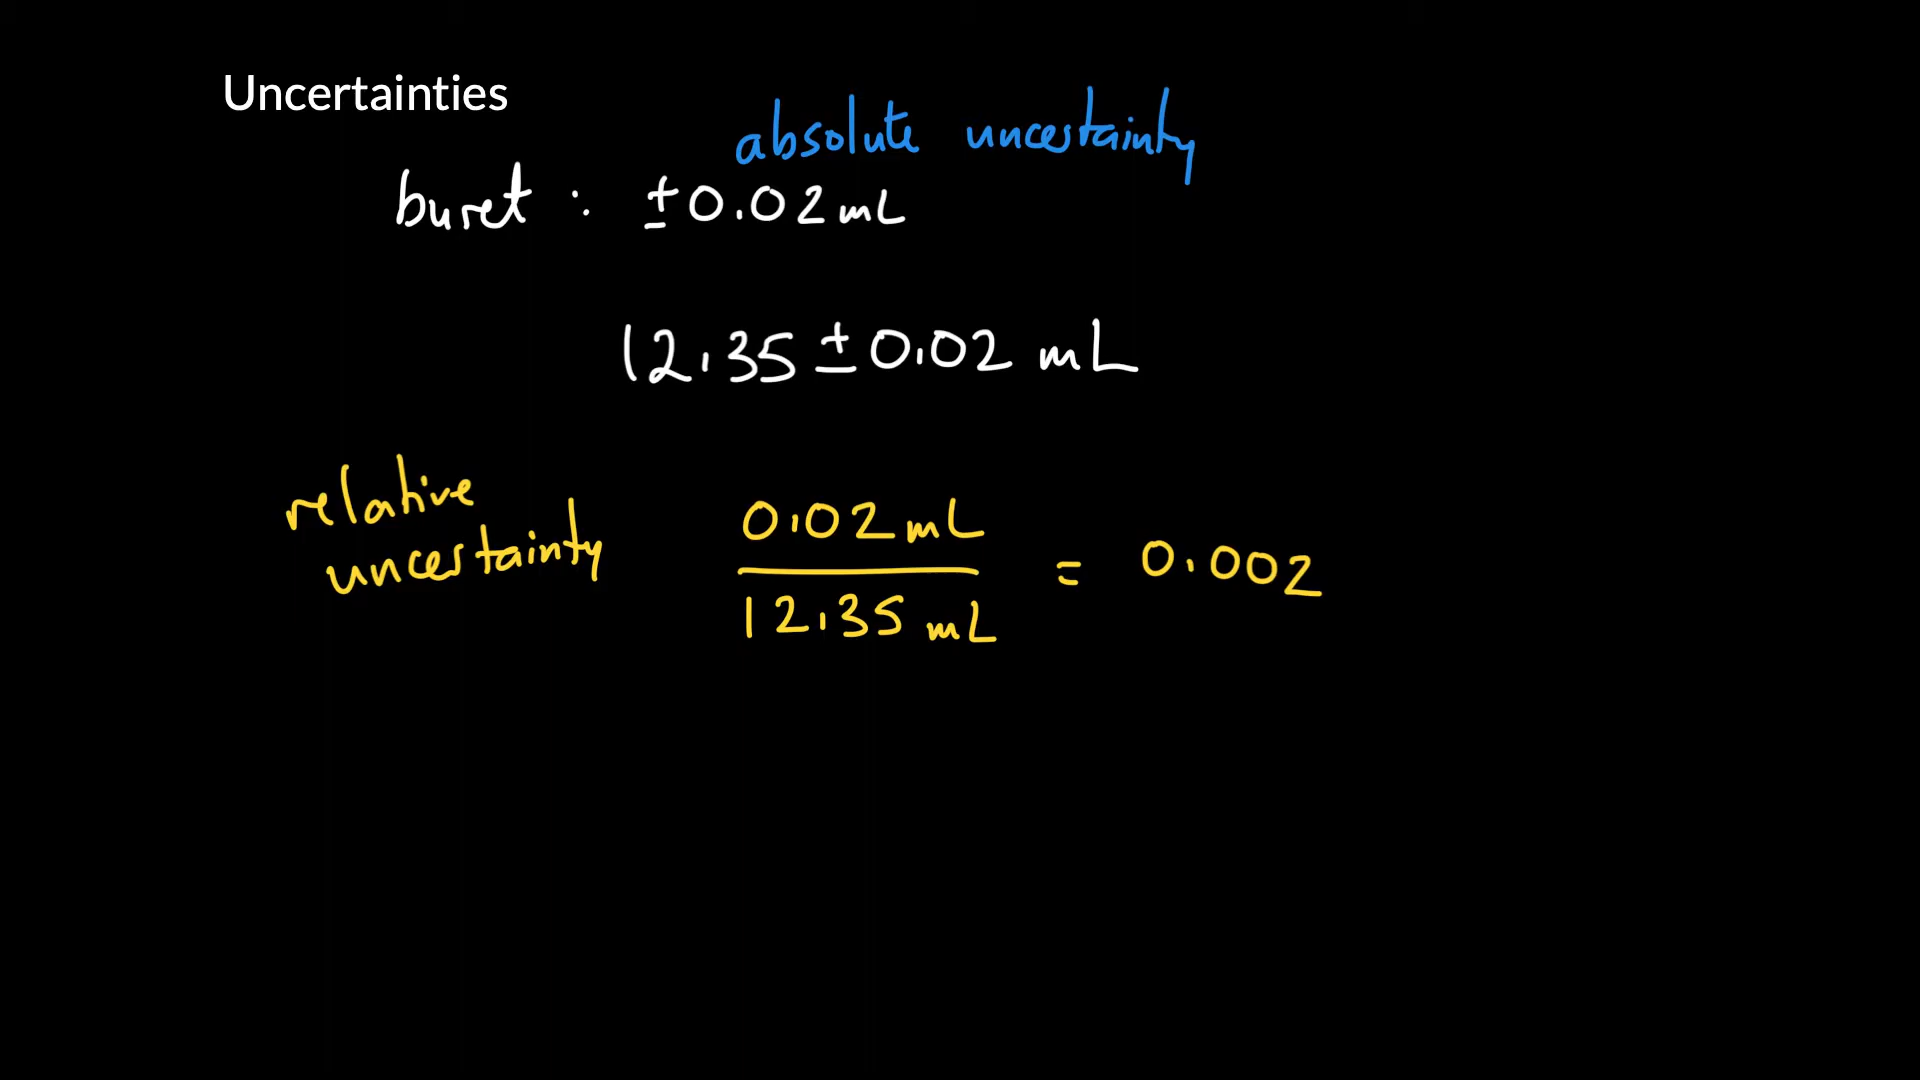 Uncertainties
absolute uncertainty
buret : ±0.02 mL
12.35 ± 0.02 mL
relative
uncertainty
0.02 mL
12.35 mL
= 0.002